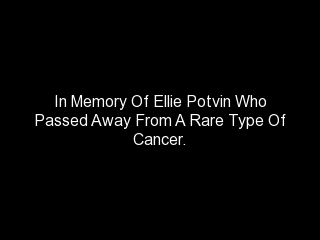 In Memory Of Ellie Potvin Who
Passed Away From A Rare Type Of
Cancer.